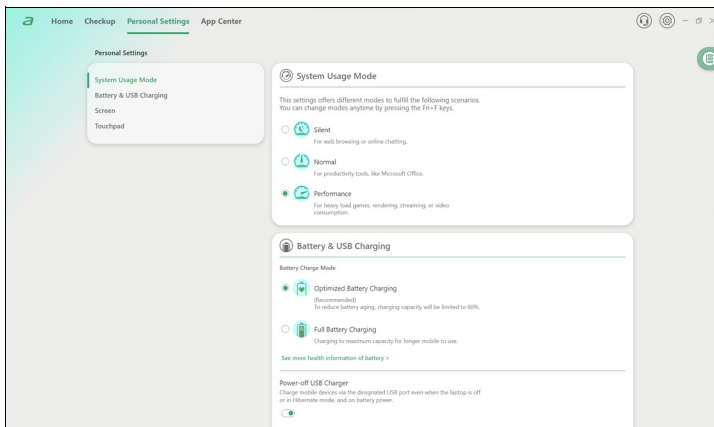 a Home Checkup Personal Settings App Center
Personal Settings
System Usage Mode
Battery & USB Charging
Screen
Touchpad
System Usage Mode
This settings offers different modes to fulfill the following scenarios.
You can change modes anytime by pressing the Fn+F keys.
Silent
For web browsing or online chatting.
Normal
For productivity tools, like Microsoft Office.
Performance
For heavy load games, rendering, streaming, or video
consumption.
Battery & USB Charging
Battery Charge Mode
Optimized Battery Charging
(Recommended)
To reduce battery aging, charging capacity will be limited to 80%.
Full Battery Charging
Charging to maximum capacity for longer mobile to use.
See more health information of battery >
Power-off USB Charger
Charge mobile devices via the designated USB port even when the laptop is off
or in Hibernate mode, and on battery power.